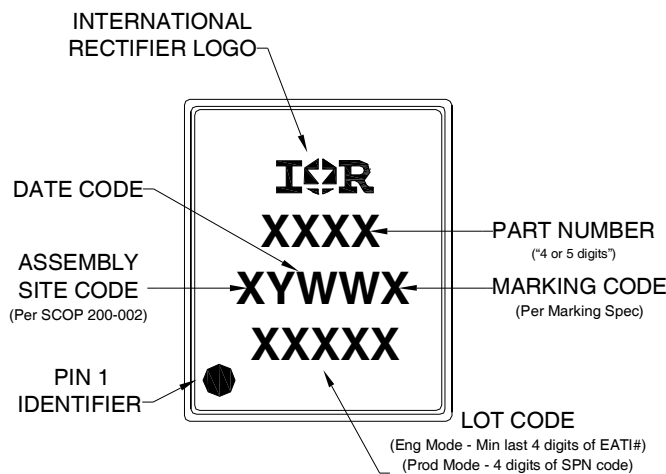 INTERNATIONAL
RECTIFIER LOGO
IOR
DATE CODE
XXXX
PART NUMBER
("4 or 5 digits")
ASSEMBLY
SITE CODE
(Per SCOP 200-002)
XYWWX
MARKING CODE
(Per Marking Spec)
XXXXX
PIN 1
IDENTIFIER
LOT CODE
(Eng Mode - Min last 4 digits of EATI#)
(Prod Mode - 4 digits of SPN code)